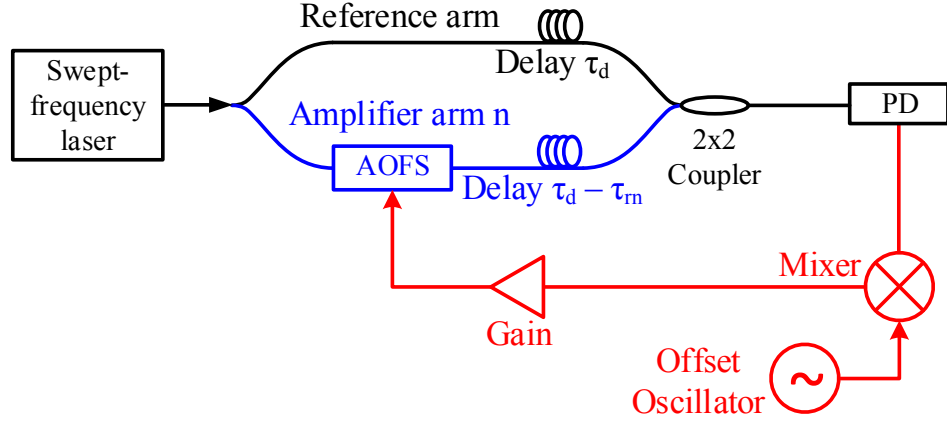 Reference arm
Delay τd
Swept-
frequency
laser
Amplifier arm n
AOFS
Delay τd – τrn
2x2
Coupler
PD
Mixer
Gain
Offset
Oscillator
~